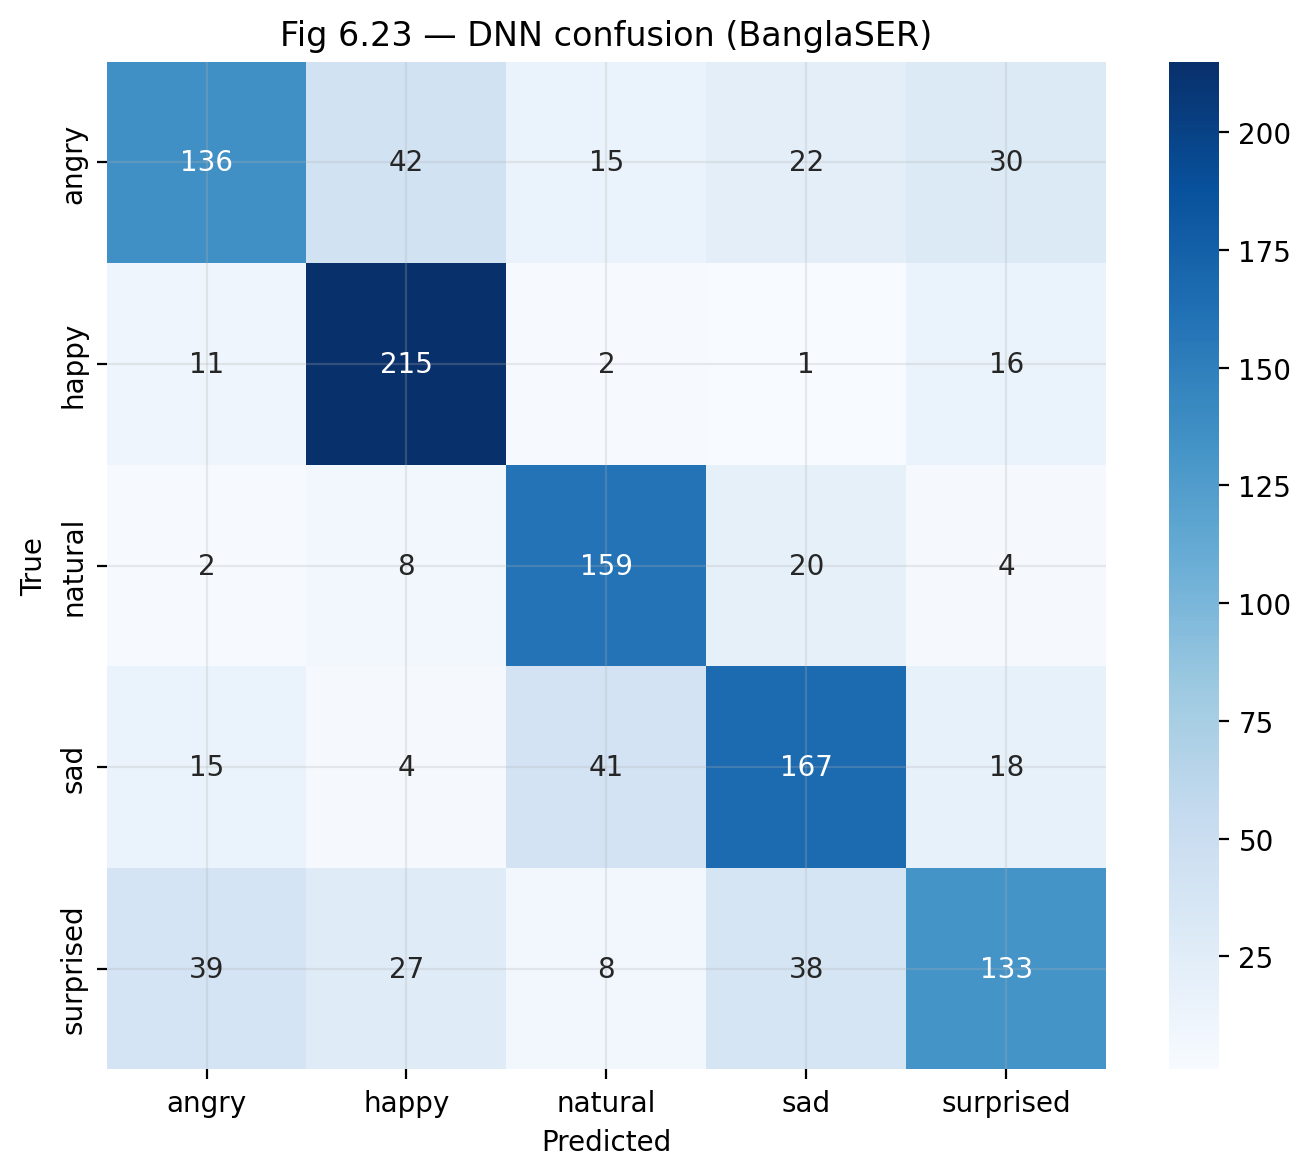 Fig 6.23 — DNN confusion (BanglaSER)
angry 136 42 15 22 30
happy 11 215 2 1 16
natural 2 8 159 20 4
sad 15 4 41 167 18
surprised 39 27 8 38 133
angry happy natural sad surprised
Predicted
True
200
175
150
125
100
75
50
25